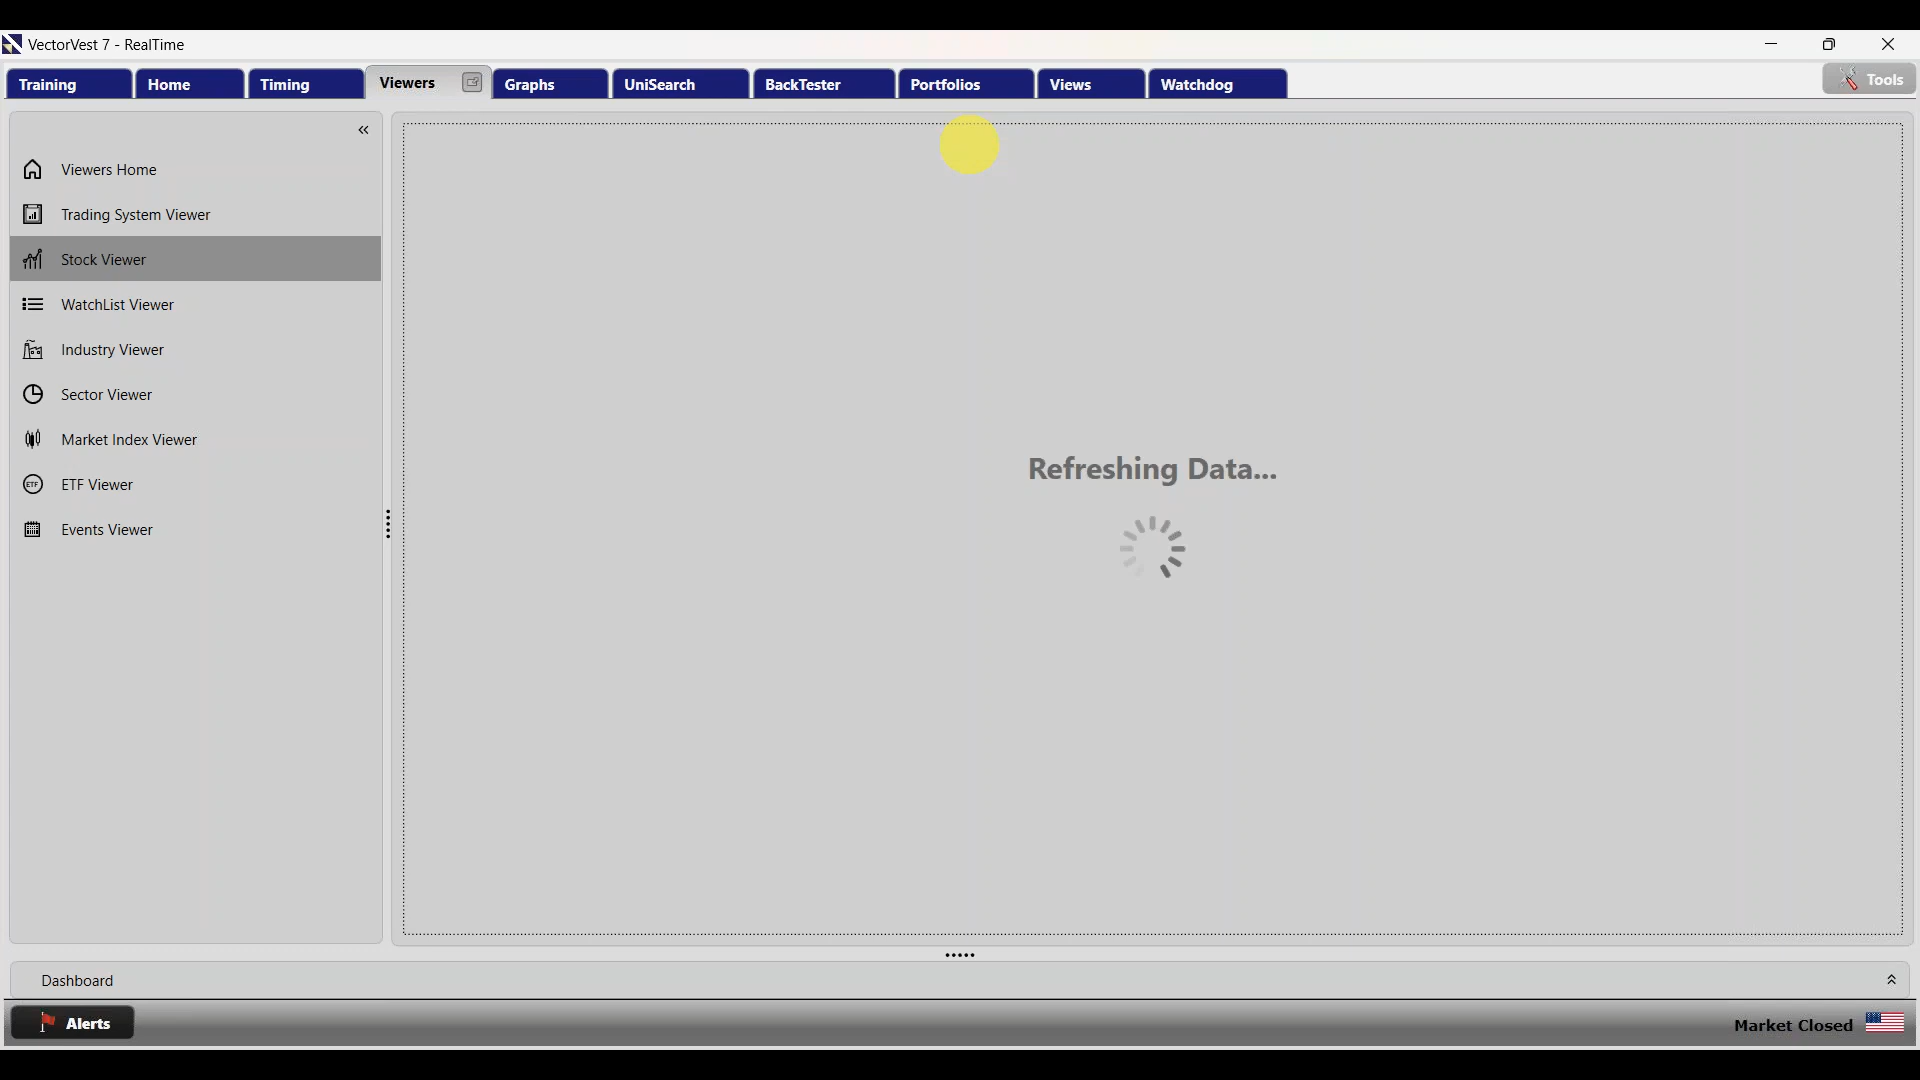 VectorVest 7 - RealTime
Training
Home
Timing
Viewers
Graphs
UniSearch
BackTester
Portfolios
Views
Watchdog
Tools
Viewers Home
Trading System Viewer
Stock Viewer
WatchList Viewer
Industry Viewer
Sector Viewer
Market Index Viewer
ETF
ETF Viewer
Events Viewer
Refreshing Data...
Dashboard
Alerts
Market Closed